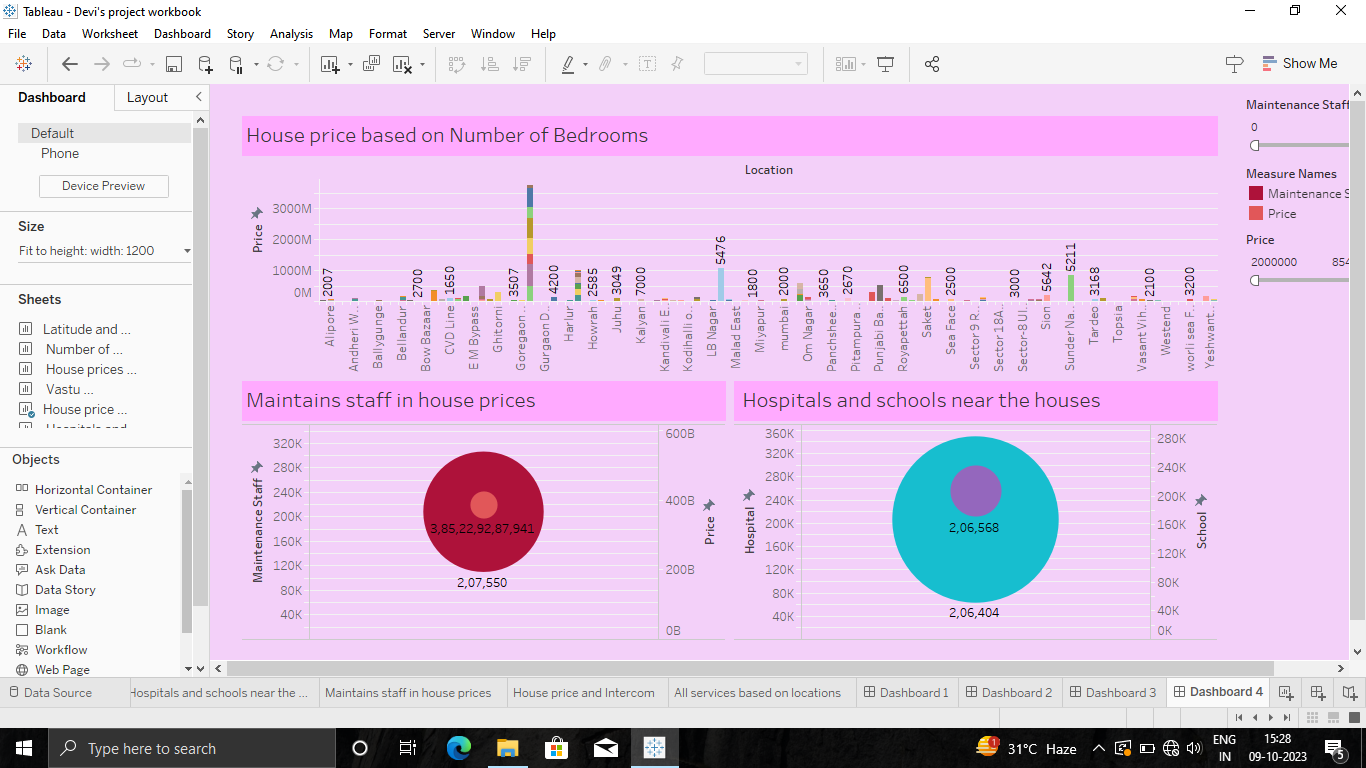 Tableau - Devi's project workbook
File Data Worksheet Dashboard Story Analysis Map Format Server Window Help
Show Me
Dashboard Layout
Default
Phone
Device Preview
Size
Fit to height: width: 1200
Sheets
Latitude and ...
Number of ...
House prices ...
Vastu ...
House price ...
Hospitals and
Objects
Horizontal Container
Vertical Container
Text
Extension
Ask Data
Data Story
Image
Blank
Workflow
Web Page
House price based on Number of Bedrooms
Location
Price
3000M
2000M
1000M
0M
2007 2700 1650 3507 4200 2585 3049 7000 5476 1800 2000 3650 2670 6500 2500 3000 5642 5211 3168 2100 3200
Alipore
Andheri W..
Ballygunge
Bellandur
Bow Bazaar
CVD Line
E M Bypass
Ghitorni
Goregaon ..
Gurgaon D..
Harlur
Howrah
Juhu
Kalyan
Kandivali E..
Kodihalli o..
LB Nagar
Malad East
Miyapur
mumbai
Om Nagar
Panchshee..
Pitampura ..
Punjabi Ba..
Royapettah
Saket
Sea Face
Sector 9 R..
Sector 18A..
Sector-8 Ul..
Sion
Sunder Na..
Tardeo
Topsia
Vasant Vih..
Westend
worli sea F..
Yeshwant..
Maintenance Staff
0
Measure Names
Maintenance S
Price
Price
2000000 854
Maintains staff in house prices
Maintenance Staff
320K
280K
240K
200K
160K
120K
80K
40K
3,85,22,92,87,941
2,07,550
600B
400B
200B
0B
Price
Hospitals and schools near the houses
Hospital
360K
320K
280K
240K
200K
160K
120K
80K
40K
2,06,568
2,06,404
280K
240K
200K
160K
120K
80K
40K
0K
School
Data Source Hospitals and schools near the ... Maintains staff in house prices House price and Intercom All services based on locations Dashboard 1 Dashboard 2 Dashboard 3 Dashboard 4
Type here to search
1
31°C Haze
ENG
IN
15:28
09-10-2023
5